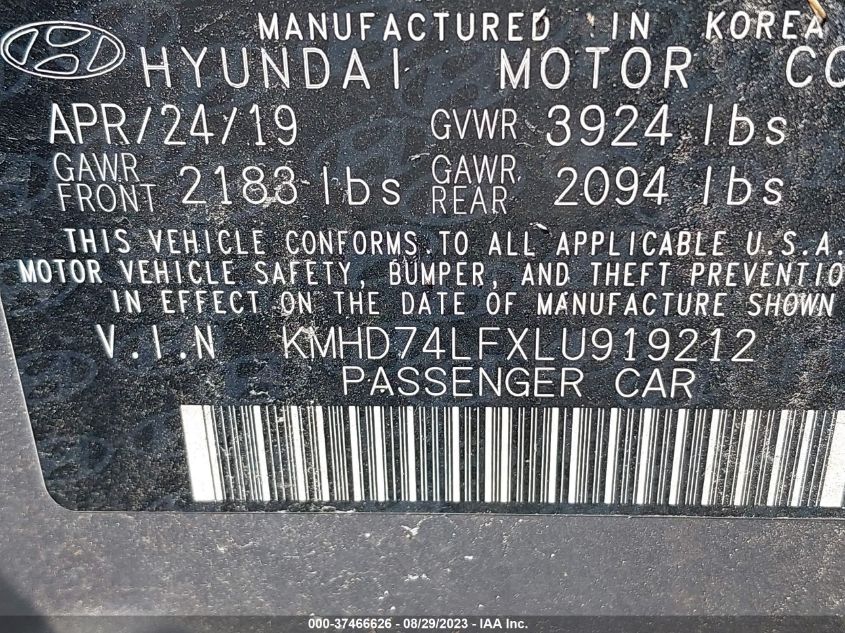 MANUFACTURED IN KOREA
HYUNDAI MOTOR CO
APR/24/19 GVWR 3924 lbs
GAWR FRONT 2183 lbs GAWR REAR 2094 lbs
THIS VEHICLE CONFORMS TO ALL APPLICABLE U.S.A.
MOTOR VEHICLE SAFETY, BUMPER, AND THEFT PREVENTIO
IN EFFECT ON THE DATE OF MANUFACTURE SHOWN
V.I.N KMHD74LFXLU919212
PASSENGER CAR
000-37466626 / 08/29/2023 - IAA Inc.